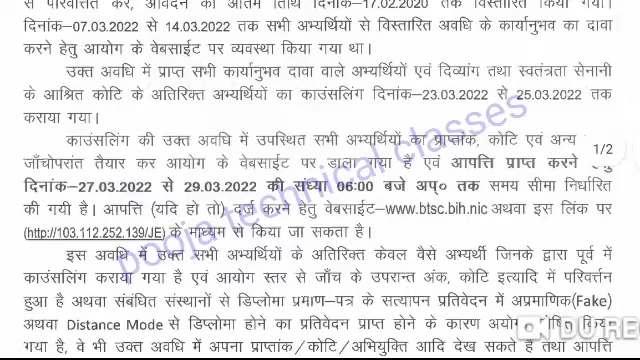 से परिवर्त्तित कर, आवेदन की अंतिम तिथि दिनांक-17.02.2020 तक विस्तारित किया गया।
दिनांक-07.03.2022 से 14.03.2022 तक सभी अभ्यर्थियों से विस्तारित अवधि के कार्यानुभव का दावा
करने हेतु आयोग के वेबसाईट पर व्यवस्था किया गया था।
उक्त अवधि में प्राप्त सभी कार्यानुभव दावा वाले अभ्यर्थियों एवं दिव्यांग तथा स्वतंत्रता सेनानी
के आश्रित कोटि के अतिरिक्त अभ्यर्थियों का काउंसलिंग दिनांक-23.03.2022 से 25.03.2022 तक
कराया गया।
काउंसलिंग की उक्त अवधि में उपस्थित सभी अभ्यर्थियों का प्राप्तांक, कोटि एवं अन्य
1/2
जाँचोपरांत तैयार कर आयोग के वेबसाईट पर डाला गया है एवं आपत्ति प्राप्त करने हेतु
दिनांक-27.03.2022 से 29.03.2022 की संध्या 06:00 बजे अप० तक समय सीमा निर्धारित
की गयी है। आपत्ति (यदि हो तो) दर्ज करने हेतु वेबसाईट-www.btsc.bih.nic अथवा इस लिंक पर
(http://103.112.252.139/JE) के माध्यम से किया जा सकता है।
इस अवधि में उक्त सभी अभ्यर्थियों के अतिरिक्त केवल वैसे अभ्यर्थी जिनके द्वारा पूर्व में
काउंसलिंग कराया गया है एवं आयोग स्तर से जाँच के उपरान्त अंक, कोटि इत्यादि में परिवर्त्तन
हुआ है अथवा संबंधित संस्थानों से डिप्लोमा प्रमाण-पत्र के सत्यापन प्रतिवेदन में अप्रमाणिक(Fake)
अथवा Distance Mode से डिप्लोमा होने का प्रतिवेदन प्राप्त होने के कारण किया
गया है, वे भी उक्त अवधि में अपना प्राप्तांक/कोटि/अभियुक्ति आदि देख सकते हैं तथा आपत्ति
pooja technical classes
DU RE